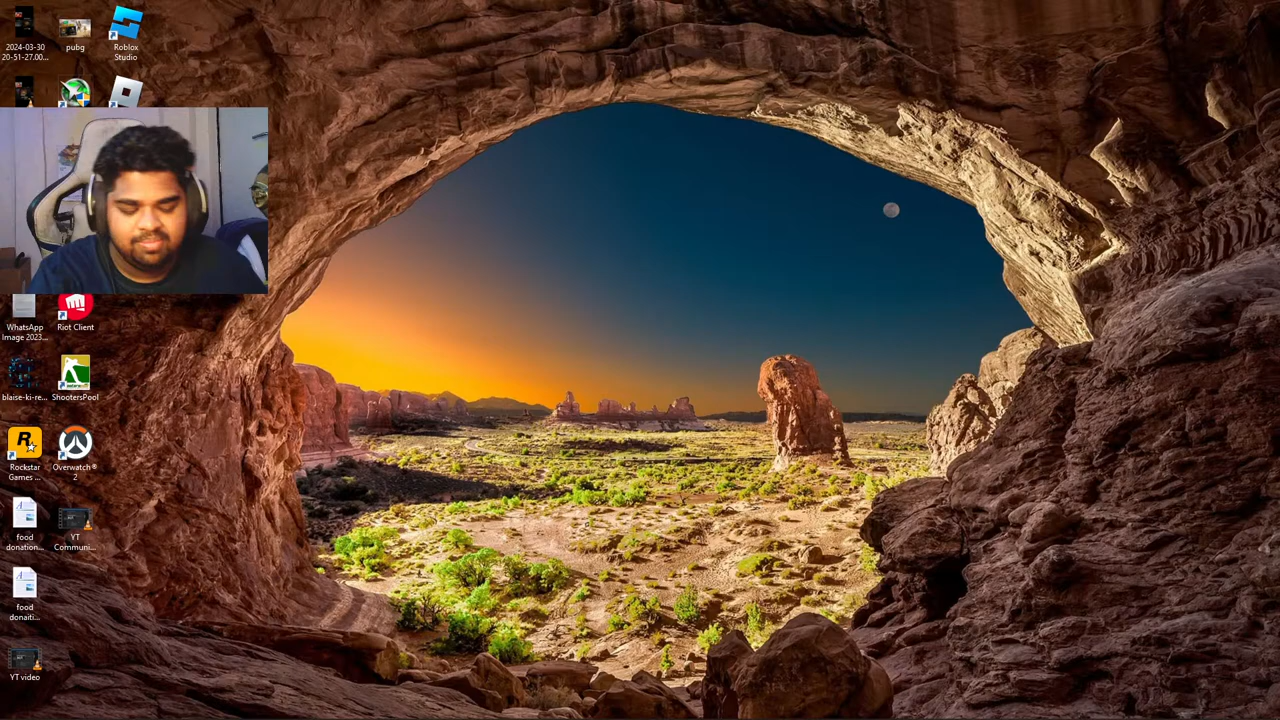 2024-03-30
20-51-27.00...
pubg
Roblox
Studio
WhatsApp
Image 2023...
Riot Client
blaise-ki-re...
ShootersPool
Rockstar
Games ...
Overwatch®
2
food
donation...
YT
Communi...
food
donaiti...
YT video